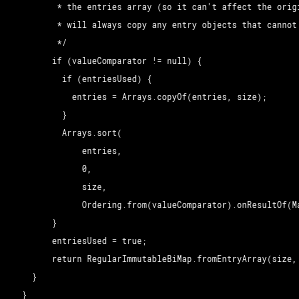 * the entries array (so it can't affect the
* will always copy any entry objects that cannot
*/
if (valueComparator != null) {
if (entriesUsed) {
entries = Arrays.copyOf(entries, size);
}
Arrays.sort(
entries,
0,
size,
Ordering.from(valueComparator).onResultOf(
}
entriesUsed = true;
return RegularImmutableBiMap.fromEntryArray(size,
}
}